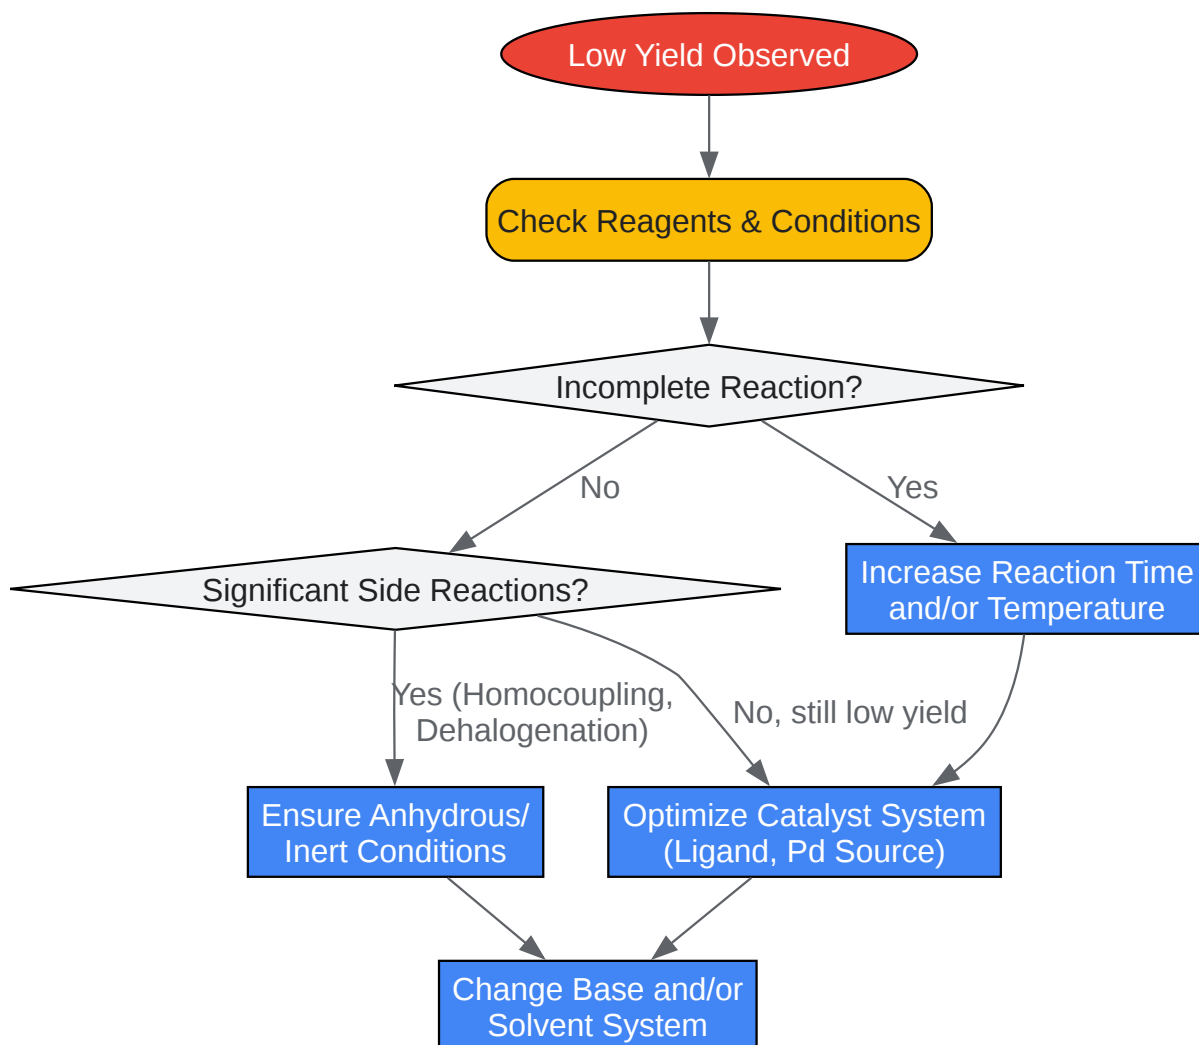 Low Yield Observed
Check Reagents & Conditions
Incomplete Reaction?
No
Yes
Significant Side Reactions?
Increase Reaction Time
and/or Temperature
Yes (Homocoupling,
Dehalogenation)
No, still low yield
Ensure Anhydrous/
Inert Conditions
Optimize Catalyst System
(Ligand, Pd Source)
Change Base and/or
Solvent System